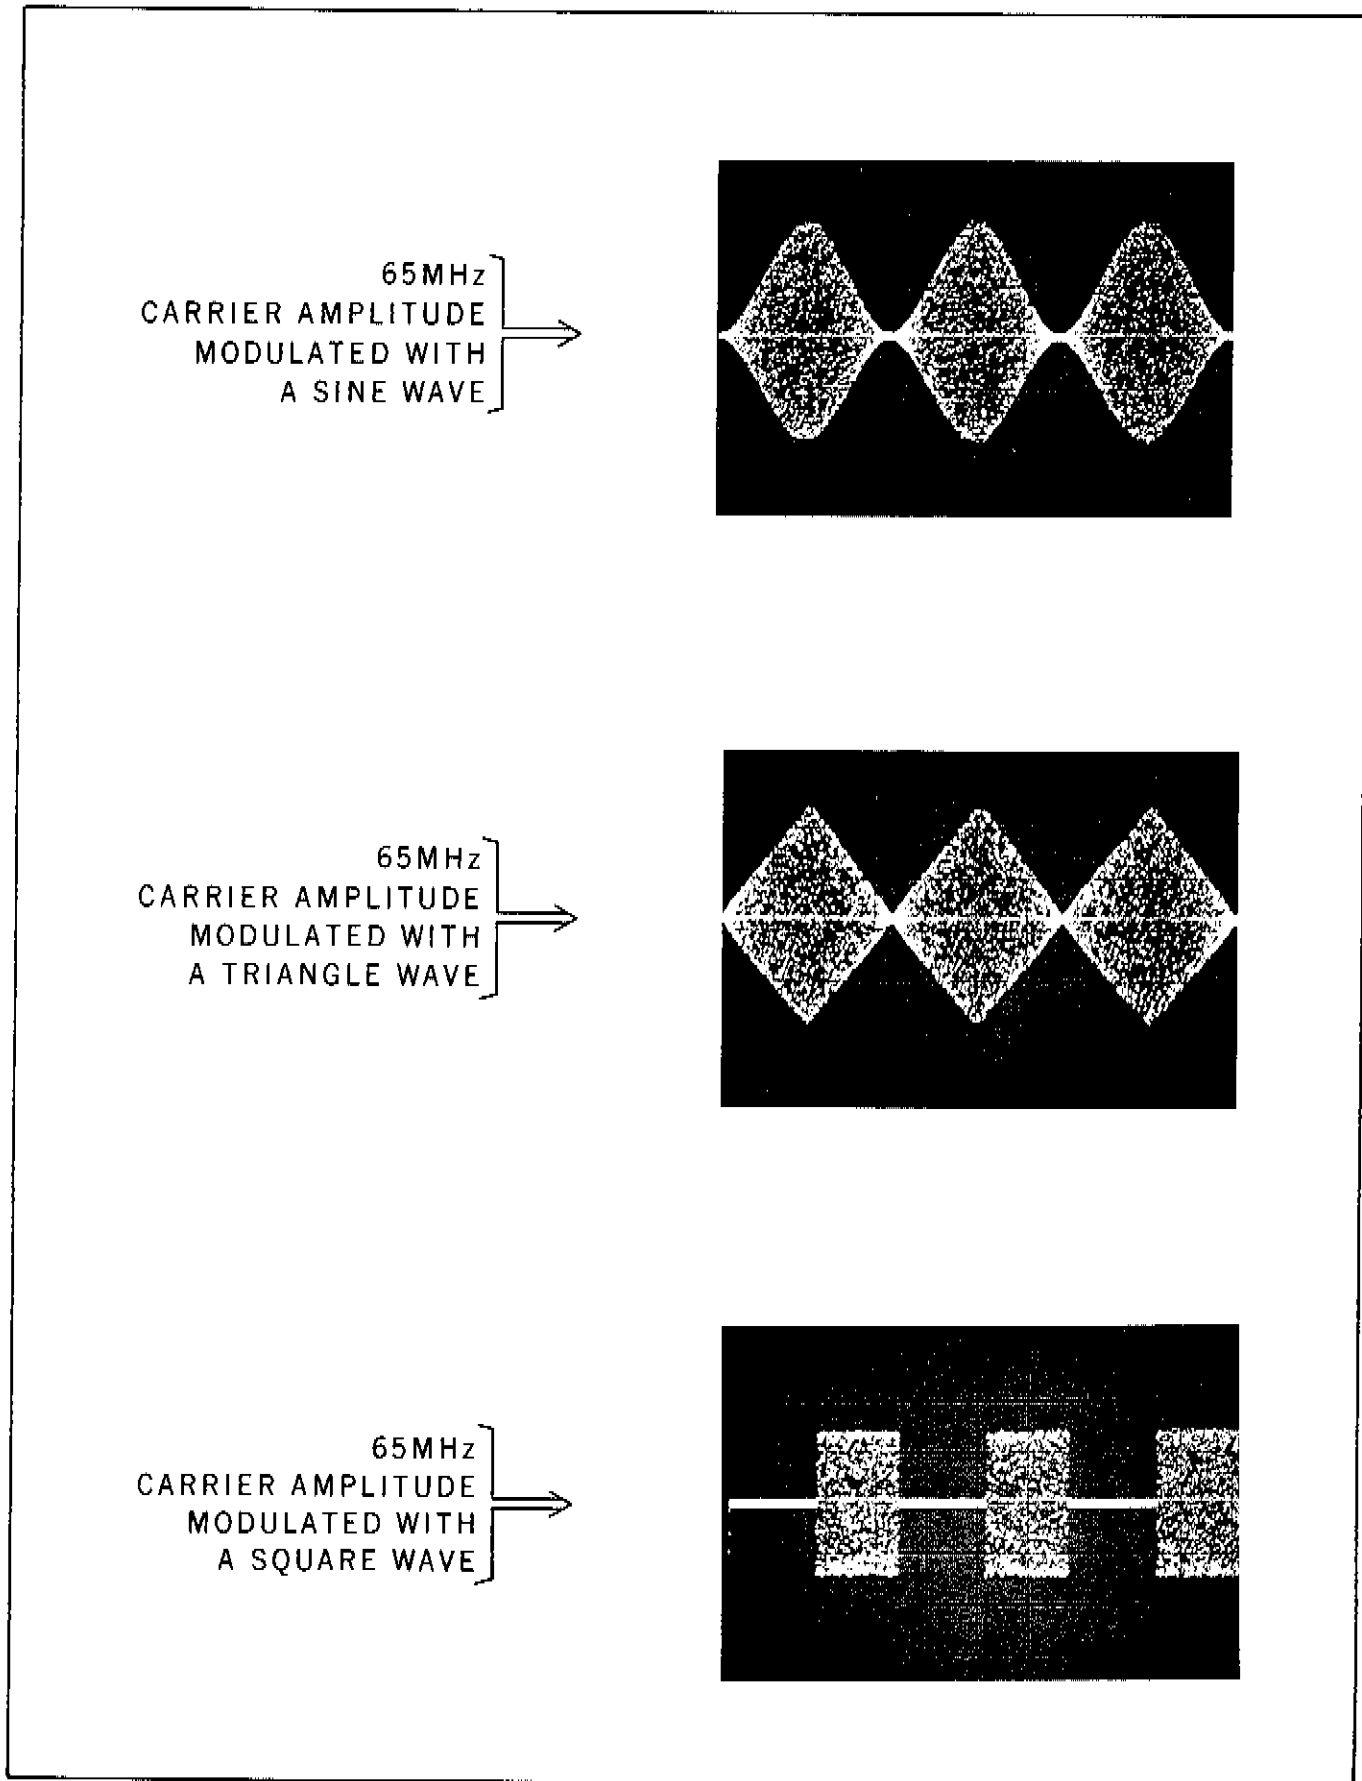 65MHz
CARRIER AMPLITUDE
MODULATED WITH
A SINE WAVE
65MHz
CARRIER AMPLITUDE
MODULATED WITH
A TRIANGLE WAVE
65MHz
CARRIER AMPLITUDE
MODULATED WITH
A SQUARE WAVE